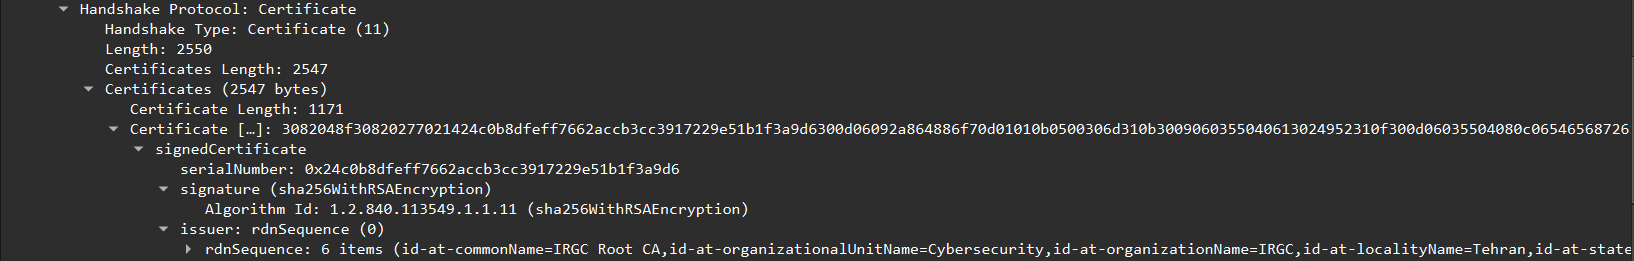 Handshake Protocol: Certificate
Handshake Type: Certificate (11)
Length: 2550
Certificates Length: 2547
Certificates (2547 bytes)
Certificate Length: 1171
Certificate […]: 3082048f30820277021424c0b8dfeff7662accb3cc3917229e51b1f3a9d6300d06092a864886f70d01010b0500306d310b3009060355040613024952310f300d06035504080c065465687261
signedCertificate
serialNumber: 0x24c0b8dfeff7662accb3cc3917229e51b1f3a9d6
signature (sha256WithRSAEncryption)
Algorithm Id: 1.2.840.113549.1.1.11 (sha256WithRSAEncryption)
issuer: rdnSequence (0)
rdnSequence: 6 items (id-at-commonName=IRGC Root CA,id-at-organizationalUnitName=Cybersecurity,id-at-organizationName=IRGC,id-at-localityName=Tehran,id-at-state